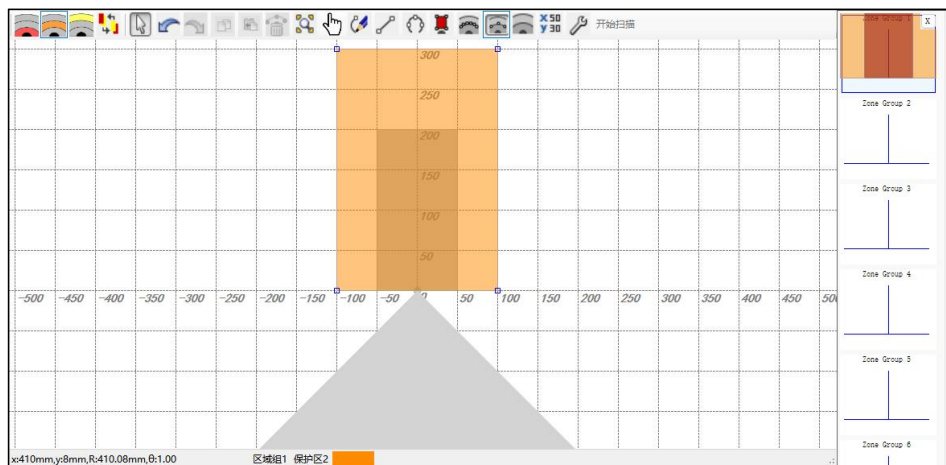 X 50
y 30
开始扫描
Zone Group 1
X
300
250
200
150
100
50
-500 -450 -400 -350 -300 -250 -200 -150 -100 -50 0 50 100 150 200 250 300 350 400 450 500
Zone Group 2
Zone Group 3
Zone Group 4
Zone Group 5
Zone Group 6
x:410mm,y:8mm,R:410.08mm,θ:1.00 区域组1 保护区2